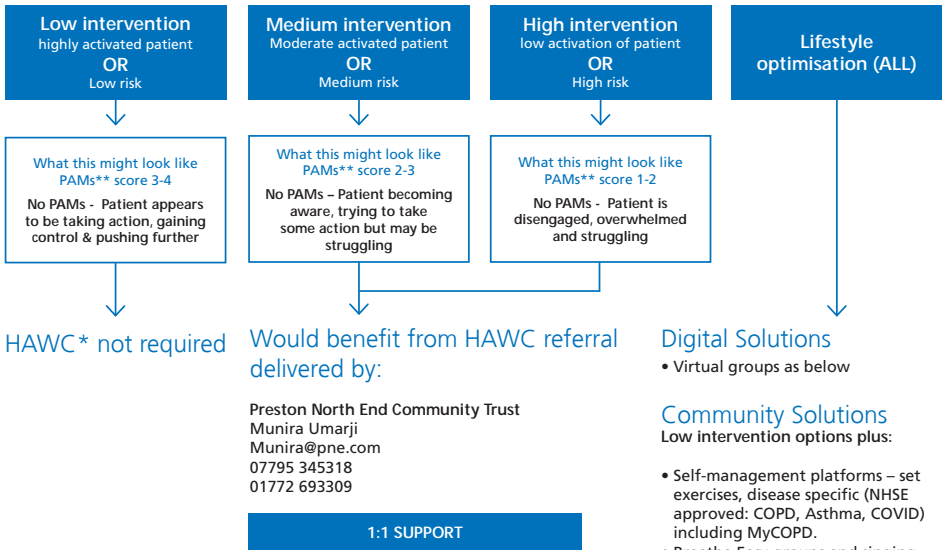 Low intervention
highly activated patient
OR
Low risk
Medium intervention
Moderate activated patient
OR
Medium risk
High intervention
low activation of patient
OR
High risk
Lifestyle
optimisation (ALL)
What this might look like
PAMs** score 3-4
No PAMs - Patient appears
to be taking action, gaining
control & pushing further
What this might look like
PAMs** score 2-3
No PAMs – Patient becoming
aware, trying to take
some action but may be
struggling
What this might look like
PAMs** score 1-2
No PAMs - Patient is
disengaged, overwhelmed
and struggling
HAWC* not required
Would benefit from HAWC referral
delivered by:
Preston North End Community Trust
Munira Umarji
Munira@pne.com
07795 345318
01772 693309
1:1 SUPPORT
Digital Solutions
• Virtual groups as below
Community Solutions
Low intervention options plus:
• Self-management platforms – set
exercises, disease specific (NHSE
approved: COPD, Asthma, COVID)
including MyCOPD.
• Breathe Easy groups and singing